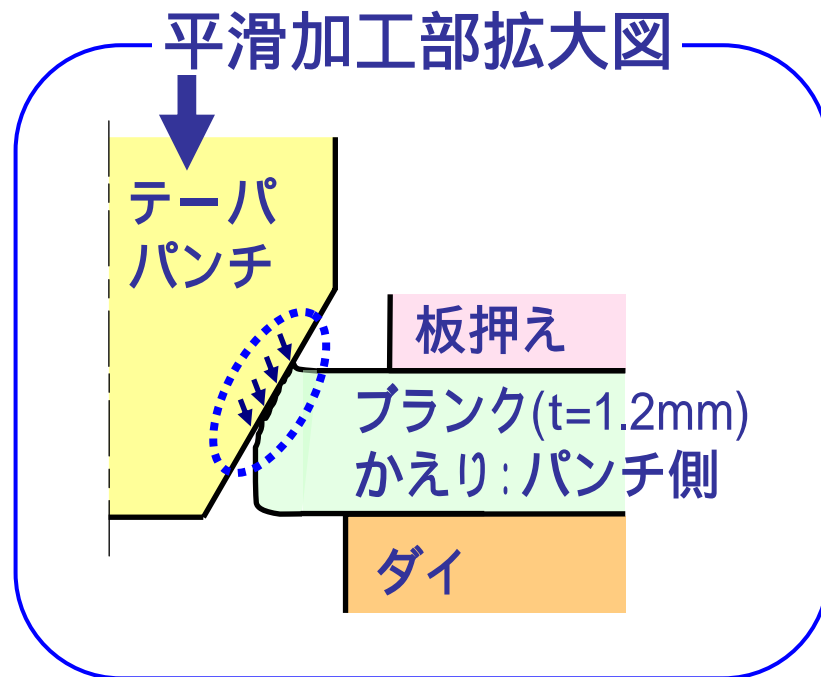 平滑加工部拡大図
テーパ
パンチ
板押え
ブランク(t=1.2mm)
かえり:パンチ側
ダイ